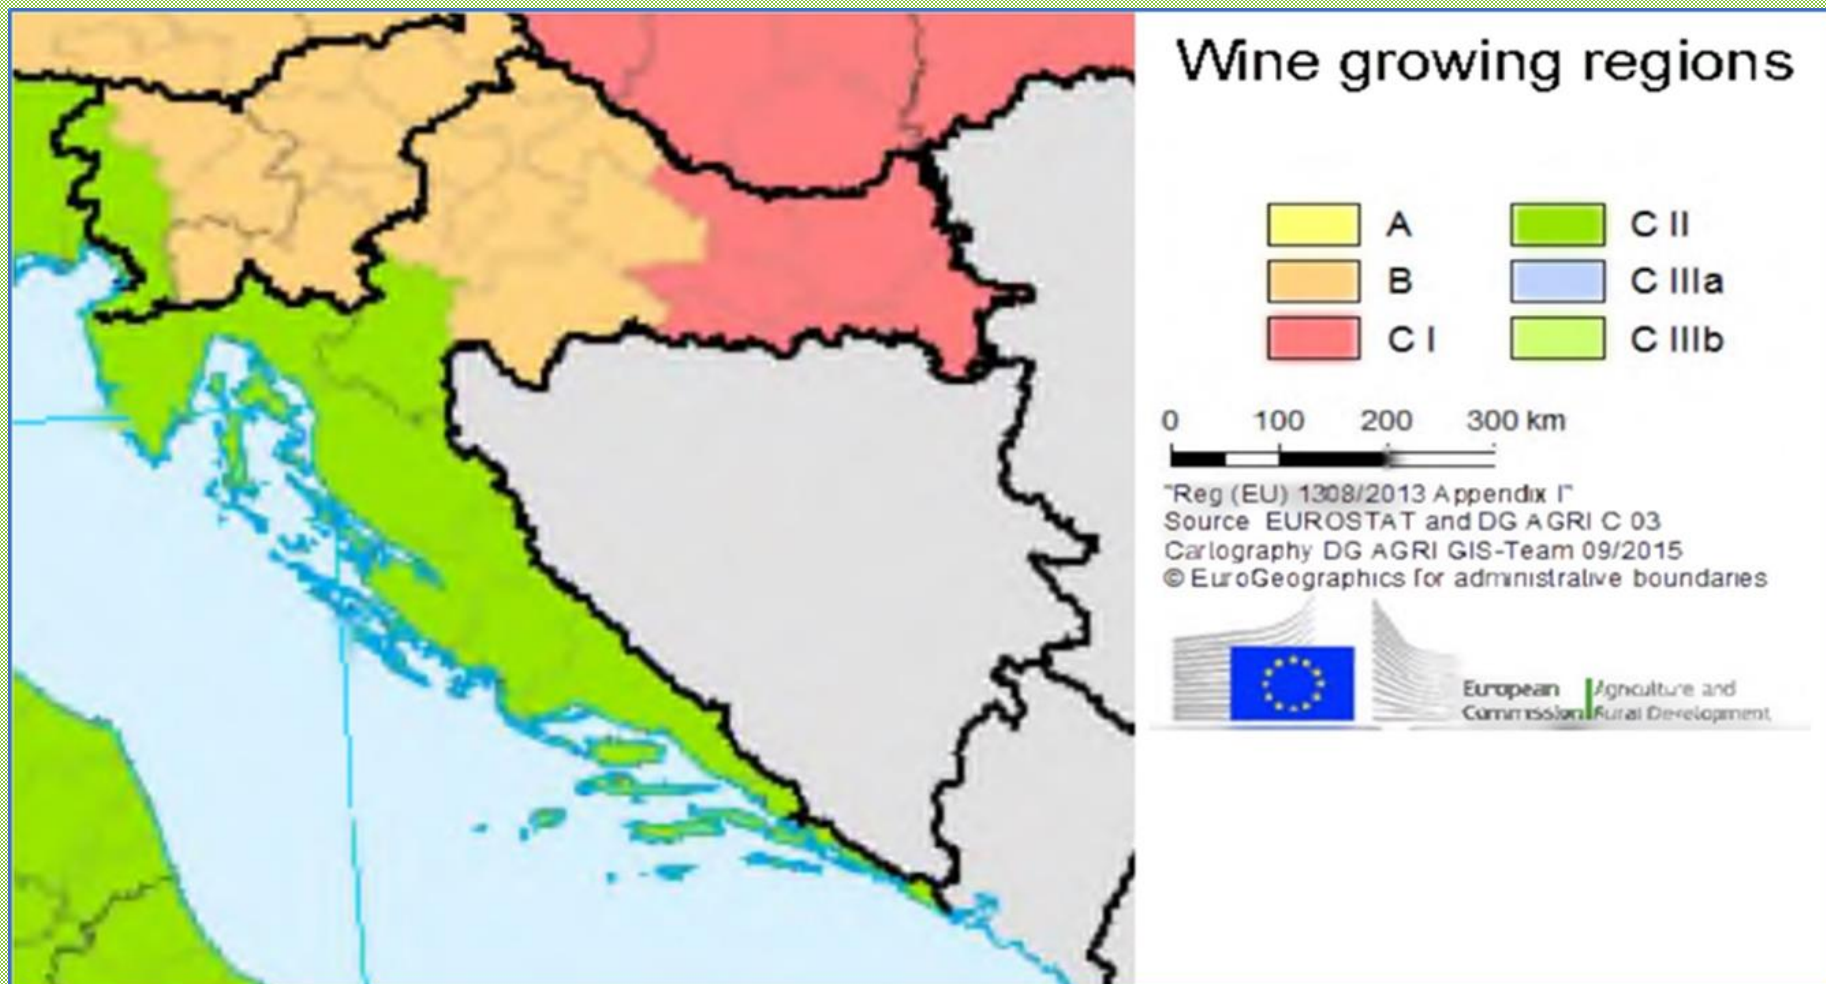 Wine growing regions
A
B
C I
C II
C IIIa
C IIIb
0 100 200 300 km
"Reg (EU) 1308/2013 Appendix I"
Source EUROSTAT and DG AGRI C 03
Cartography DG AGRI GIS-Team 09/2015
© EuroGeographics for administrative boundaries
European
Commission
Agriculture and
Rural Development